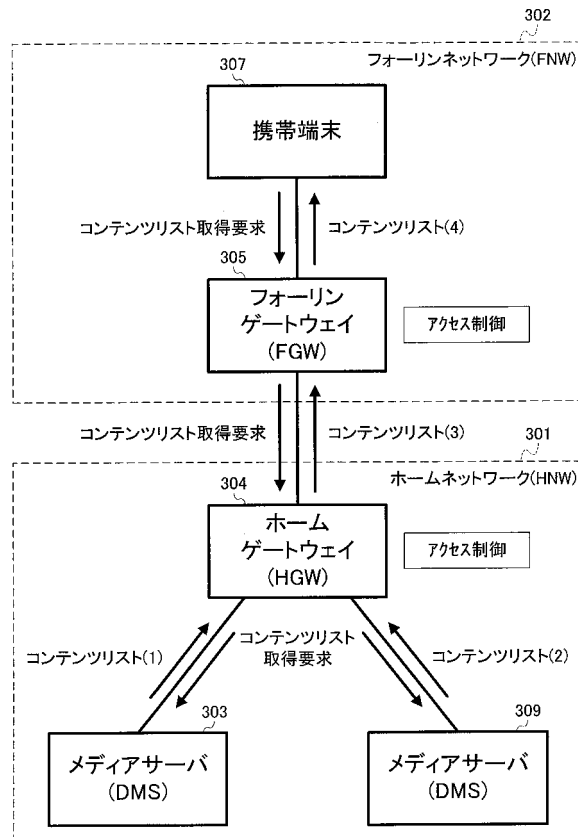 302
フォーリンネットワーク(FNW)
307
携帯端末
コンテンツリスト取得要求
コンテンツリスト(4)
305
フォーリン
ゲートウェイ
(FGW)
アクセス制御
コンテンツリスト取得要求
コンテンツリスト(3)
301
ホームネットワーク(HNW)
304
ホーム
ゲートウェイ
(HGW)
アクセス制御
コンテンツリスト(1)
コンテンツリスト
取得要求
コンテンツリスト(2)
303
メディアサーバ
(DMS)
309
メディアサーバ
(DMS)